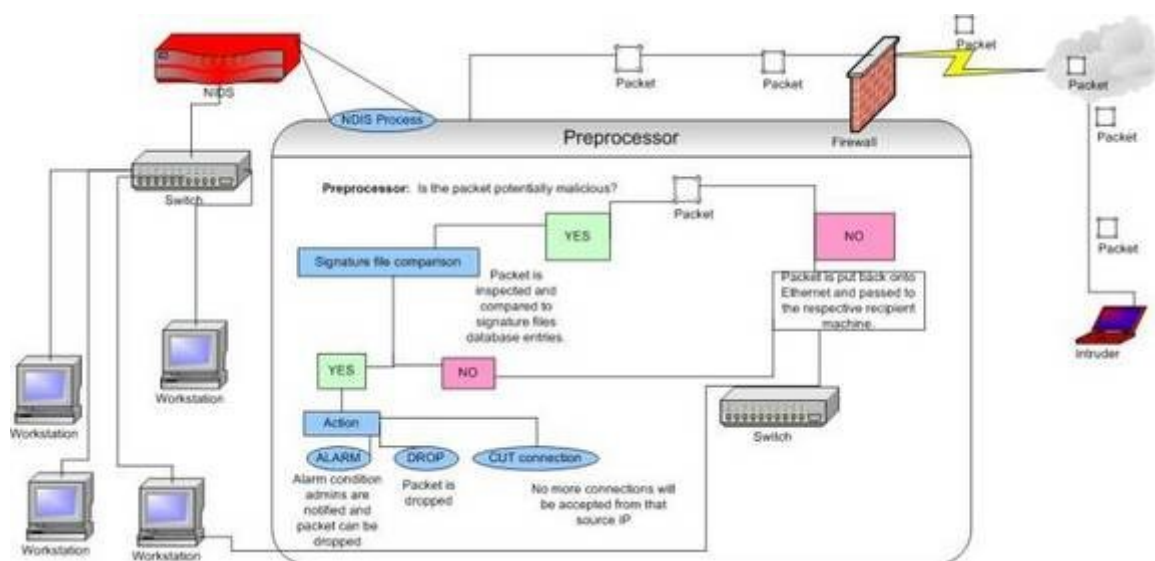 Packet
Packet
Packet
Packet
NIDS
NDIS Process
Preprocessor
Firewall
Packet
Switch
Preprocessor: Is the packet potentially malicious?
Packet
YES
NO
Packet
Signature file comparison
Packet is
inspected and
compared to
signature files
database entries.
Packet is put back onto
Ethernet and passed to
the respective recipient
machine.
Intruder
YES
NO
Workstation
Action
Workstation
Switch
ALARM
DROP
CUT connection
Alarm condition
admins are
notified and
packet can be
dropped
Packet is
dropped
No more connections will
be accepted from that
source IP
Workstation
Workstation